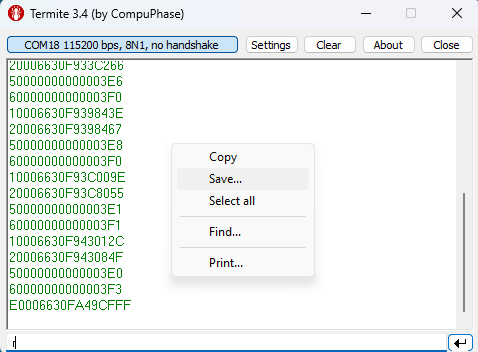 Termite 3.4 (by CompuPhase)
COM18 115200 bps, 8N1, no handshake
Settings
Clear
About
Close
20006630F933C266
50000000000003E6
60000000000003F0
10006630F939843E
20006630F9398467
50000000000003E8
60000000000003F0
10006630F93C009E
20006630F93C8055
50000000000003E1
60000000000003F1
10006630F943012C
20006630F943084F
50000000000003E0
60000000000003F3
E0006630FA49CFFF
Copy
Save...
Select all
Find...
Print...
r